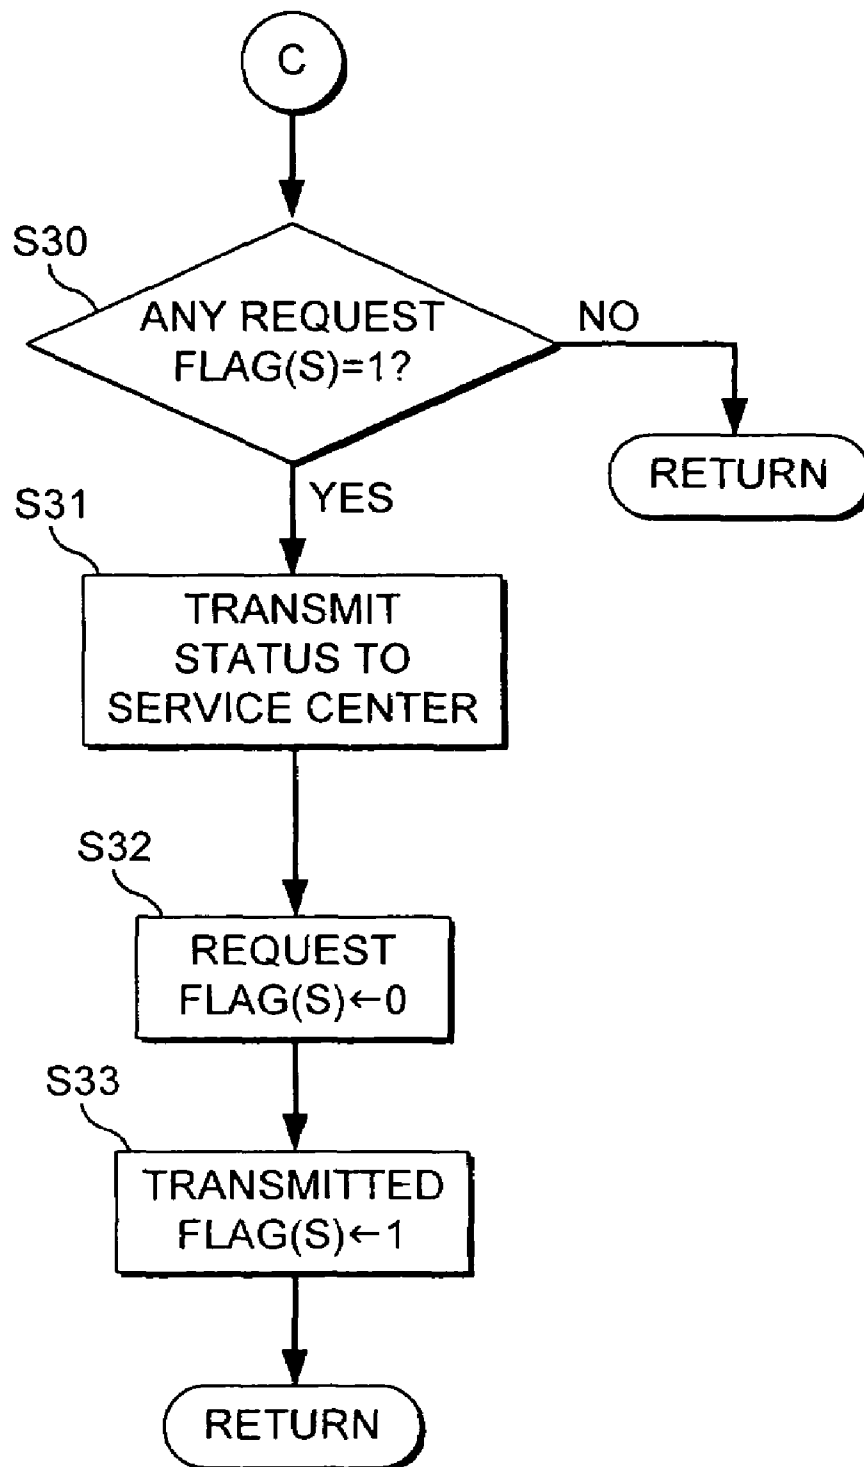 C
S30
ANY REQUEST
FLAG(S)=1?
NO
RETURN
YES
S31
TRANSMIT
STATUS TO
SERVICE CENTER
S32
REQUEST
FLAG(S)←0
S33
TRANSMITTED
FLAG(S)←1
RETURN